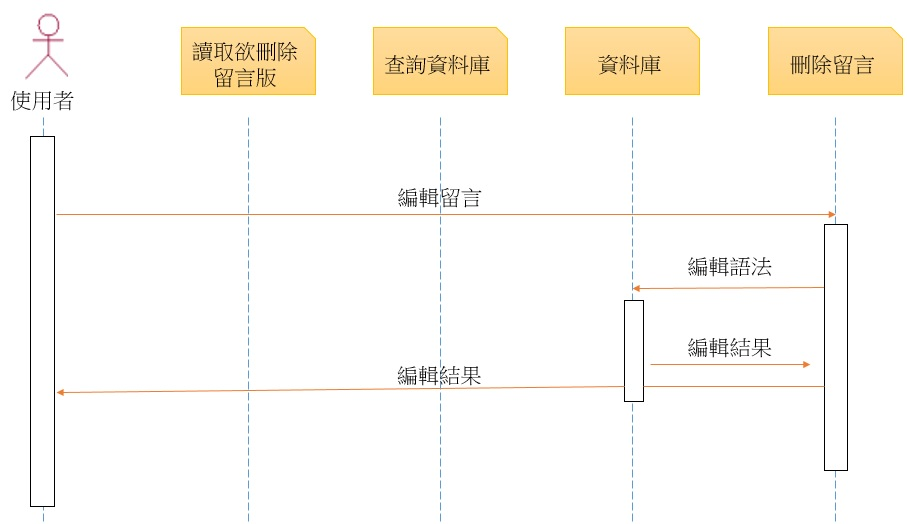 使用者
讀取欲刪除
留言版
查詢資料庫
資料庫
刪除留言
編輯留言
編輯語法
編輯結果
編輯結果